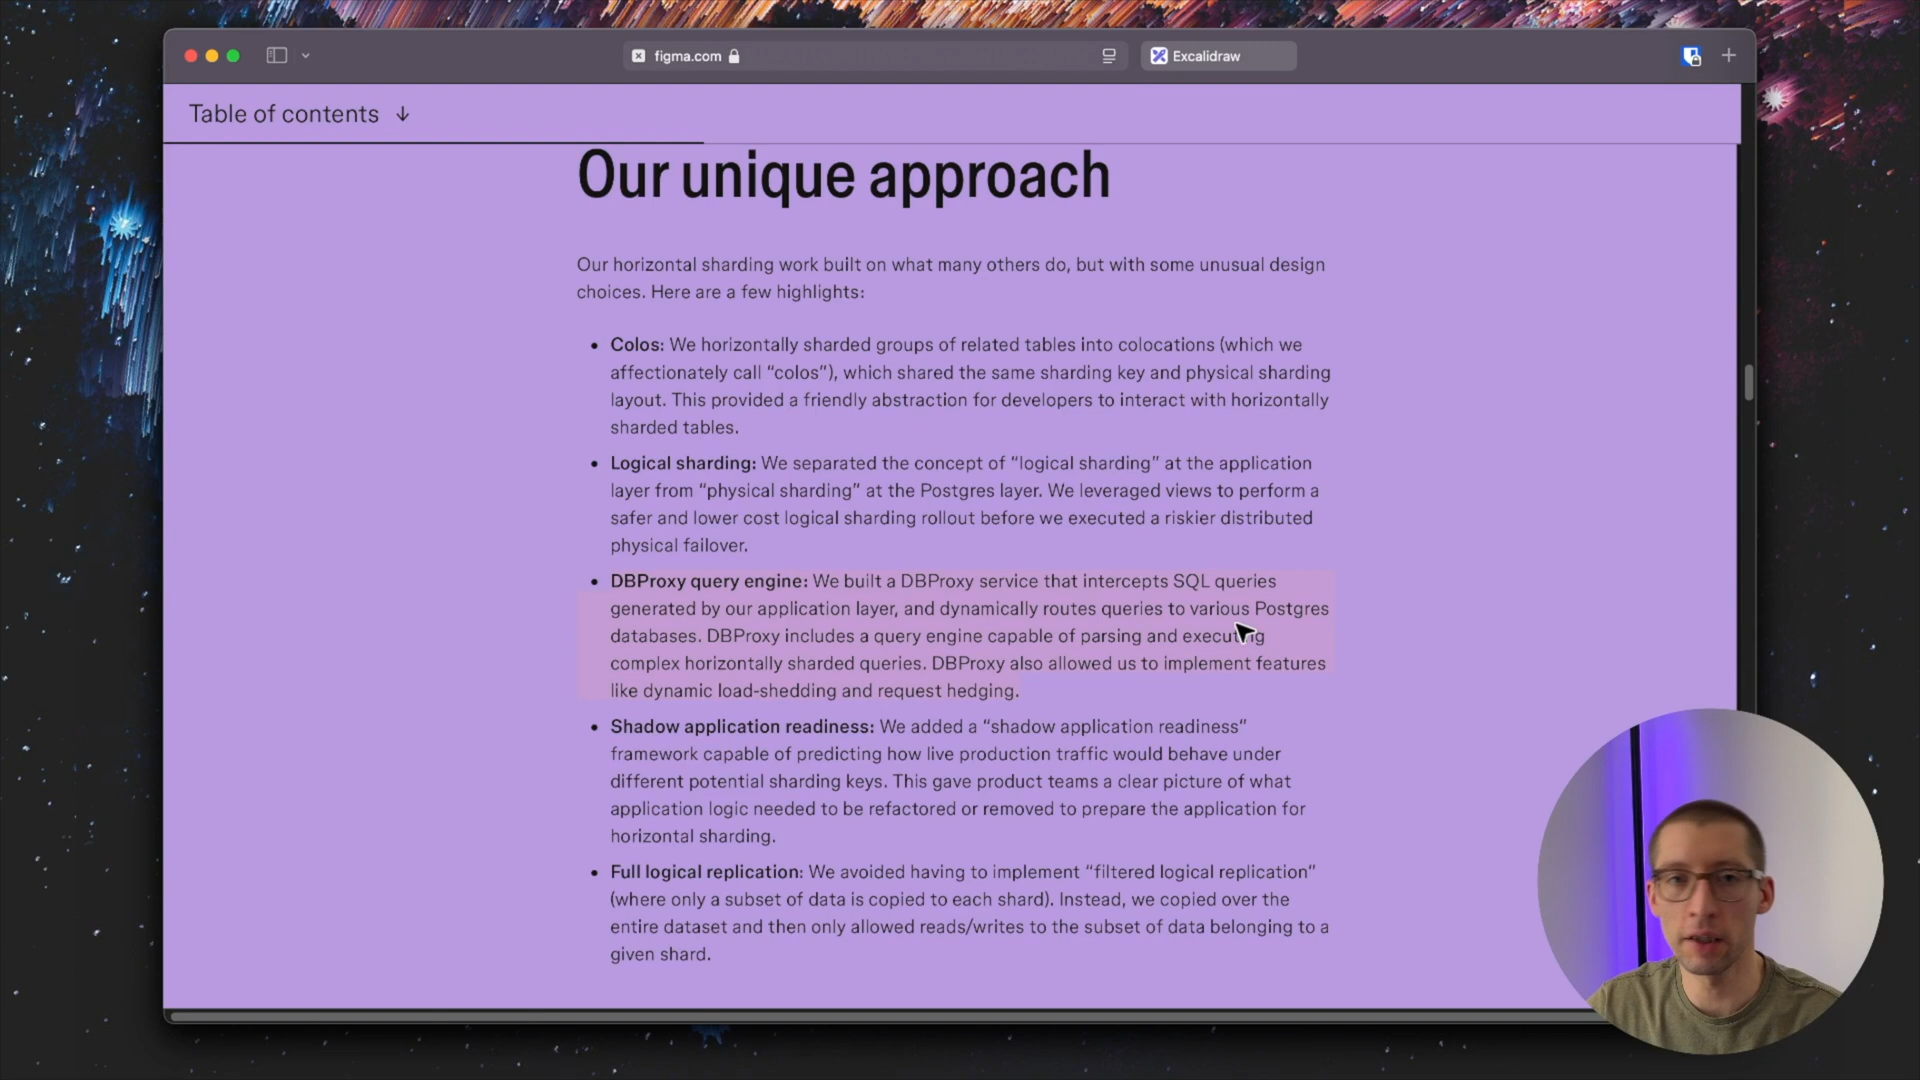 figma.com
Excalidraw
Table of contents ↓
Our unique approach
Our horizontal sharding work built on what many others do, but with some unusual design
choices. Here are a few highlights:
• Colos: We horizontally sharded groups of related tables into colocations (which we
affectionately call “colos”), which shared the same sharding key and physical sharding
layout. This provided a friendly abstraction for developers to interact with horizontally
sharded tables.
• Logical sharding: We separated the concept of “logical sharding” at the application
layer from “physical sharding” at the Postgres layer. We leveraged views to perform a
safer and lower cost logical sharding rollout before we executed a riskier distributed
physical failover.
• DBProxy query engine: We built a DBProxy service that intercepts SQL queries
generated by our application layer, and dynamically routes queries to various Postgres
databases. DBProxy includes a query engine capable of parsing and executing
complex horizontally sharded queries. DBProxy also allowed us to implement features
like dynamic load-shedding and request hedging.
• Shadow application readiness: We added a “shadow application readiness”
framework capable of predicting how live production traffic would behave under
different potential sharding keys. This gave product teams a clear picture of what
application logic needed to be refactored or removed to prepare the application for
horizontal sharding.
• Full logical replication: We avoided having to implement “filtered logical replication”
(where only a subset of data is copied to each shard). Instead, we copied over the
entire dataset and then only allowed reads/writes to the subset of data belonging to a
given shard.